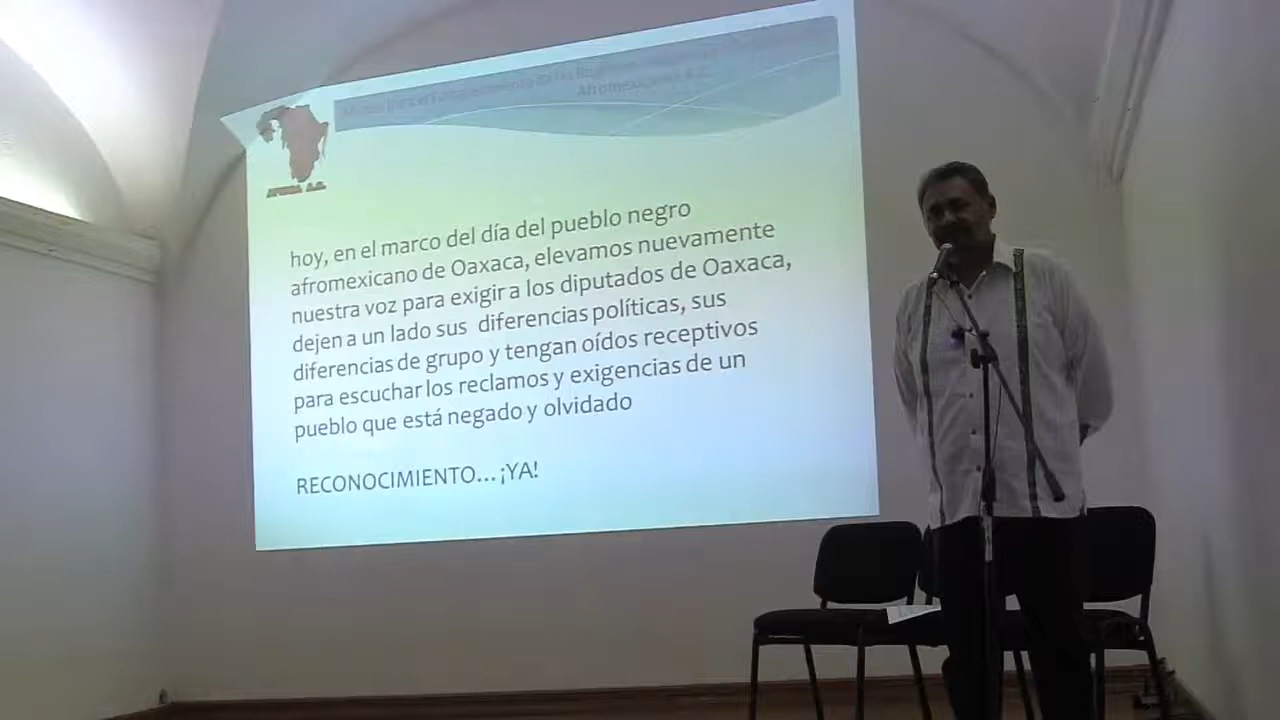 Afromexicanos A.C.
AFRICA A.C.
hoy, en el marco del día del pueblo negro
afromexicano de Oaxaca, elevamos nuevamente
nuestra voz para exigir a los diputados de Oaxaca,
dejen a un lado sus diferencias políticas, sus
diferencias de grupo y tengan oídos receptivos
para escuchar los reclamos y exigencias de un
pueblo que está negado y olvidado
RECONOCIMIENTO...¡YA!